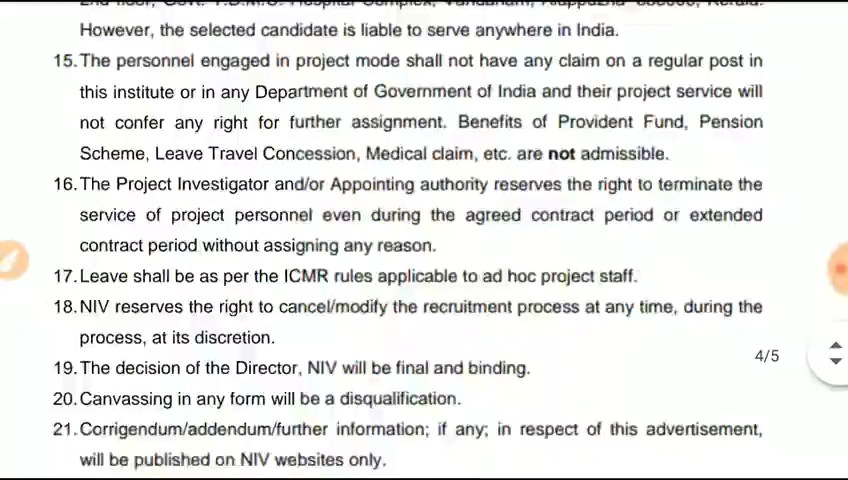 However, the selected candidate is liable to serve anywhere in India.
15. The personnel engaged in project mode shall not have any claim on a regular post in
this institute or in any Department of Government of India and their project service will
not confer any right for further assignment. Benefits of Provident Fund, Pension
Scheme, Leave Travel Concession, Medical claim, etc. are not admissible.
16. The Project Investigator and/or Appointing authority reserves the right to terminate the
service of project personnel even during the agreed contract period or extended
contract period without assigning any reason.
17. Leave shall be as per the ICMR rules applicable to ad hoc project staff.
18. NIV reserves the right to cancel/modify the recruitment process at any time, during the
process, at its discretion.
4/5
19. The decision of the Director, NIV will be final and binding.
20. Canvassing in any form will be a disqualification.
21. Corrigendum/addendum/further information; if any; in respect of this advertisement,
will be published on NIV websites only.